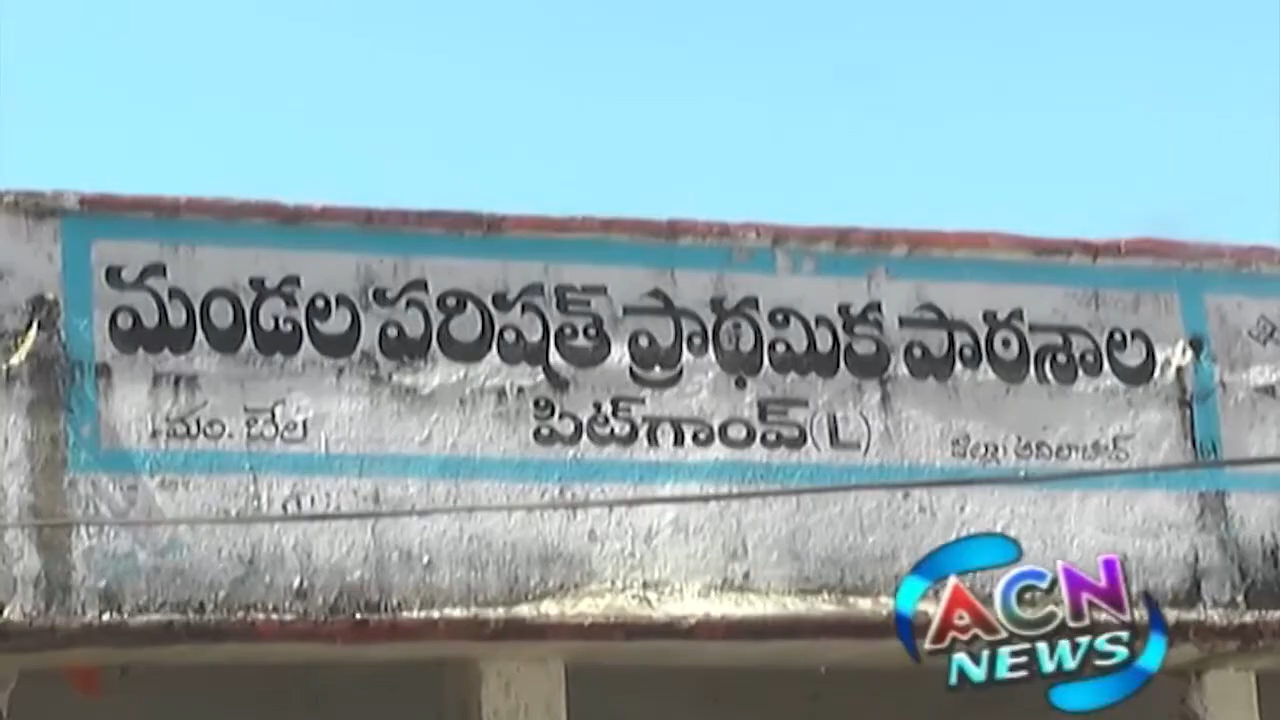 మండల పరిషత్ ప్రాథమిక పాఠశాల
మం. బేల పిట్‌గాంవ్ (L) జిల్లా ఆదిలాబాద్
ACN
NEWS